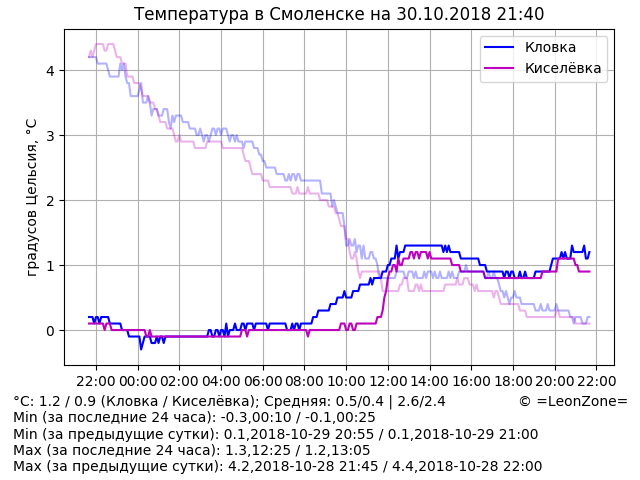 Температура в Смоленске на 30.10.2018 21:40
Кловка
Киселёвка
градусов Цельсия, °C
4
3
2
1
0
22:00 00:00 02:00 04:00 06:00 08:00 10:00 12:00 14:00 16:00 18:00 20:00 22:00
°C: 1.2 / 0.9 (Кловка / Киселёвка); Средняя: 0.5/0.4 | 2.6/2.4 © =LeonZone=
Min (за последние 24 часа): -0.3,00:10 / -0.1,00:25
Min (за предыдущие сутки): 0.1,2018-10-29 20:55 / 0.1,2018-10-29 21:00
Max (за последние 24 часа): 1.3,12:25 / 1.2,13:05
Max (за предыдущие сутки): 4.2,2018-10-28 21:45 / 4.4,2018-10-28 22:00